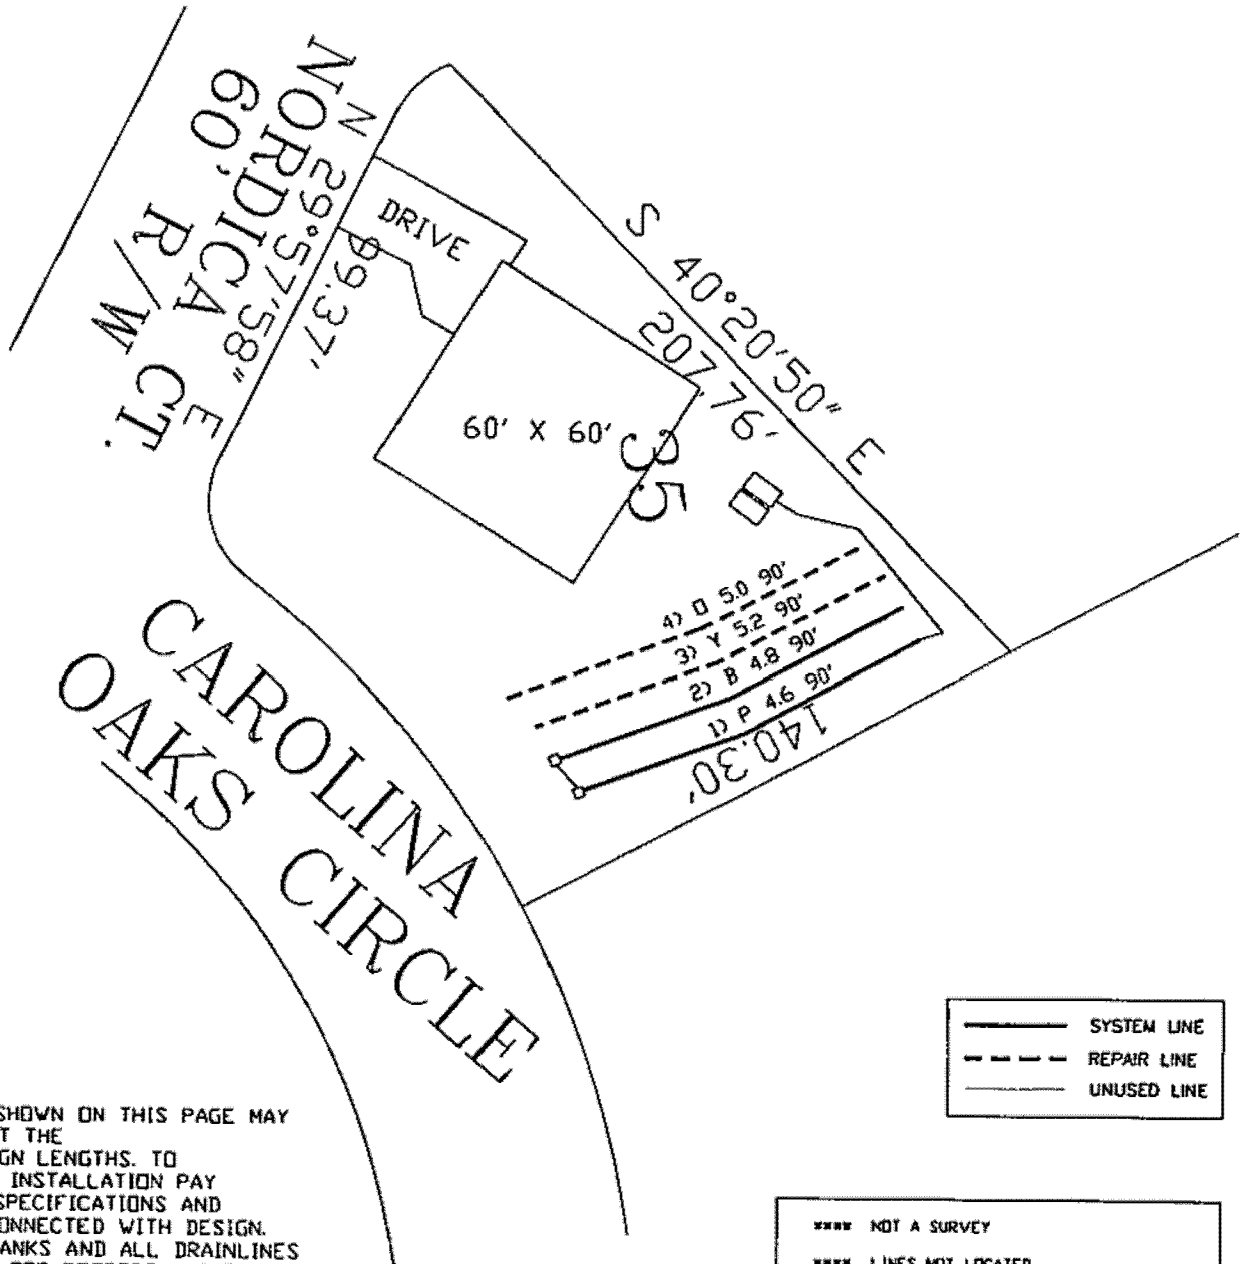 N 29°57'58" E
99.37'
NORDICA CT.
60' R/W
DRIVE
S 40°20'50" E
207.76'
60' X 60'
35
4) O 5.0 90'
3) Y 5.2 90'
2) B 4.8 90'
1) P 4.6 90'
140.30'
CAROLINA
OAKS CIRCLE
SYSTEM LINE
REPAIR LINE
UNUSED LINE
SHOWN ON THIS PAGE MAY
T THE
GN LENGTHS. TO
INSTALLATION PAY
SPECIFICATIONS AND
ONNECTED WITH DESIGN.
ANKS AND ALL DRAINLINES
**** NOT A SURVEY
**** LINES NOT LOCATED